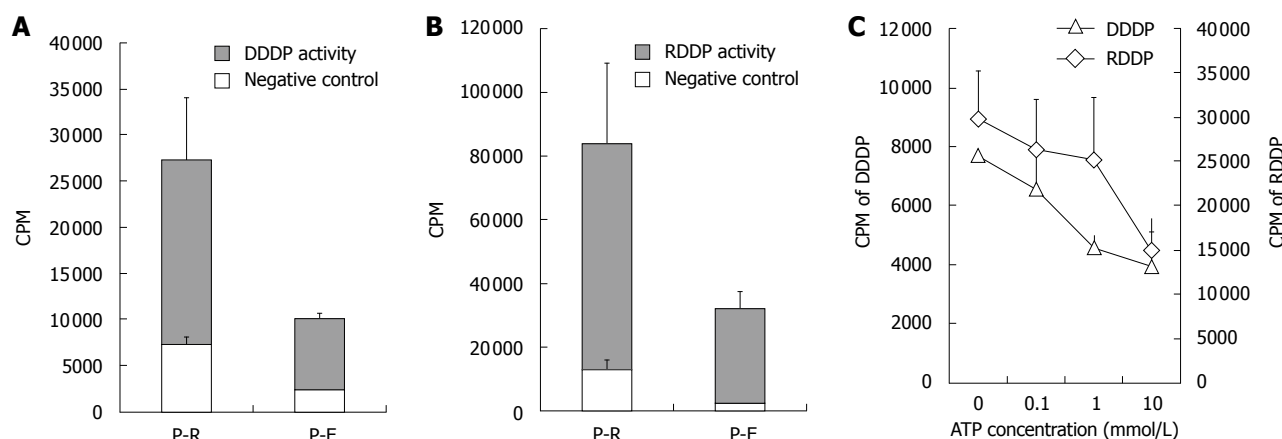 A
40000
35000
30000
25000
20000
15000
10000
5000
0
CPM
DDDP activity
Negative control
P-R
P-E
B
120000
100000
80000
60000
40000
20000
0
CPM
RDDP activity
Negative control
P-R
P-E
C
12000
10000
8000
6000
4000
2000
0
CPM of DDDP
DDDP
RDDP
40000
35000
30000
25000
20000
15000
10000
5000
0
CPM of RDDP
0
0.1
1
10
ATP concentration (mmol/L)